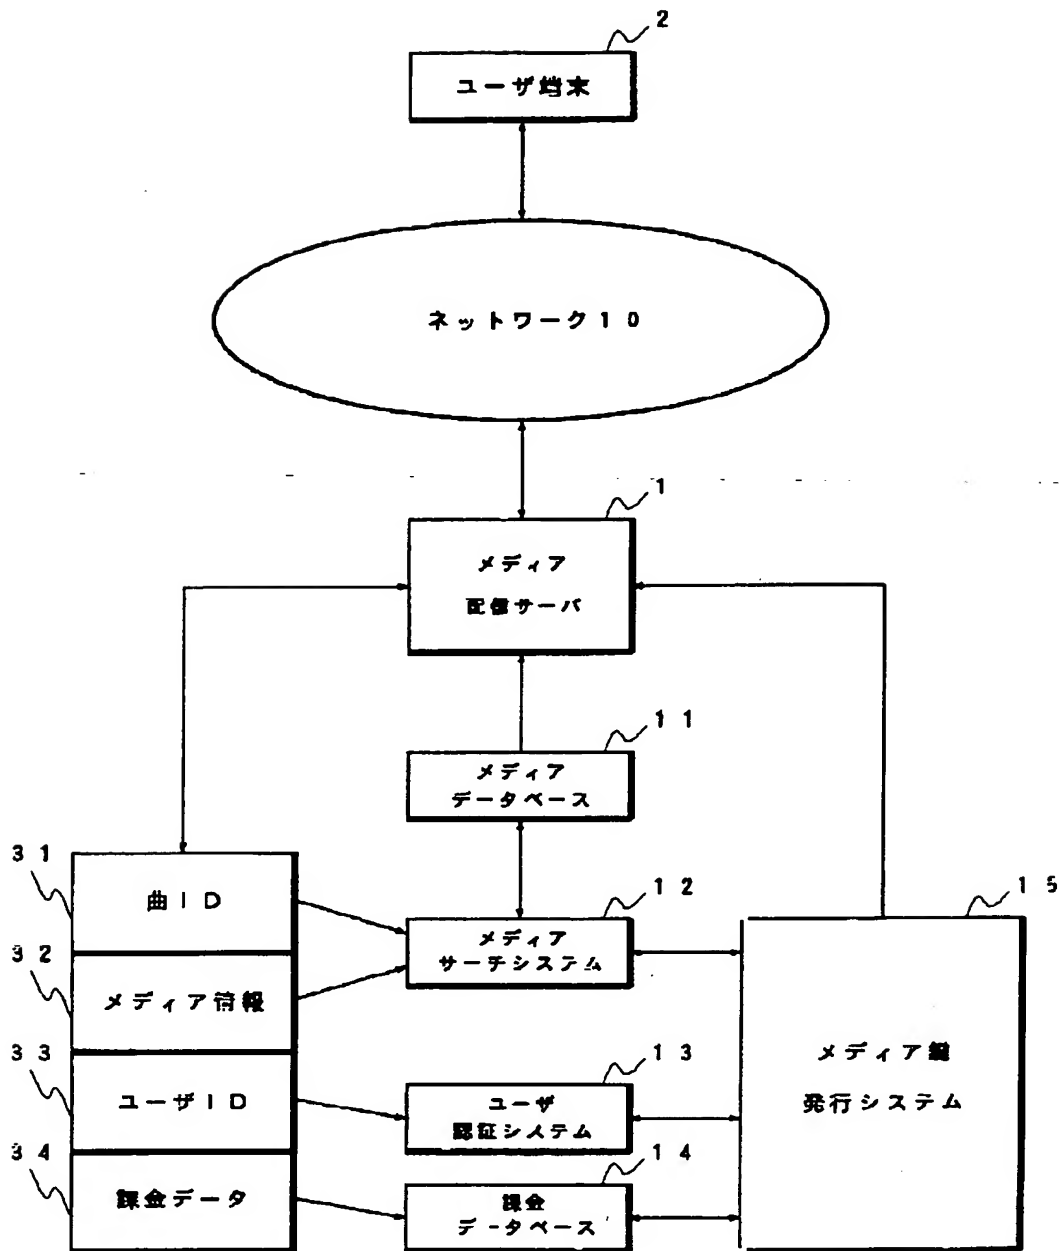 2
ユーザ端末
ネットワーク10
1
メディア
配信サーバ
11
メディア
データベース
31
曲ID
12
15
メディア
サーチシステム
32
メディア情報
33
13
メディア鍵
発行システム
ユーザID
ユーザ
認証システム
34
14
課金データ
課金
データベース